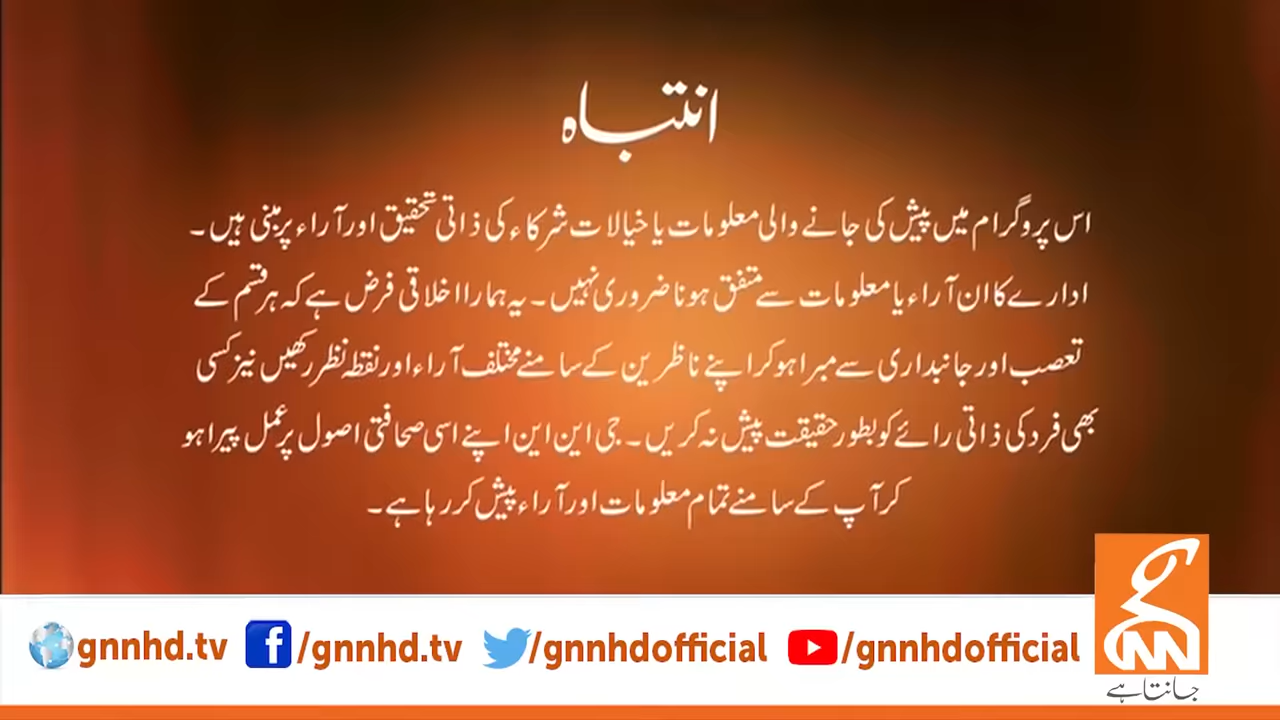 انتباہ
اس پروگرام میں پیش کی جانے والی معلومات یا خیالات شرکاء کی ذاتی تحقیق اور آراء پر مبنی ہیں۔
ادارے کا ان آراء یا معلومات سے متفق ہونا ضروری نہیں۔ یہ ہمارا اخلاقی فرض ہے کہ ہر قسم کے
تعصب اور جانبداری سے مبرا ہو کر اپنے ناظرین کے سامنے مختلف آراء اور نقطہ نظر رکھیں نیز کسی
بھی فرد کی ذاتی رائے کو بطور حقیقت پیش نہ کریں۔ جی این این اپنے اسی صحافتی اصول پر عمل پیرا ہو
کر آپ کے سامنے تمام معلومات اور آراء پیش کر رہا ہے۔
gnnhd.tv /gnnhd.tv /gnnhdofficial /gnnhdofficial
GNN
جانتا ہے